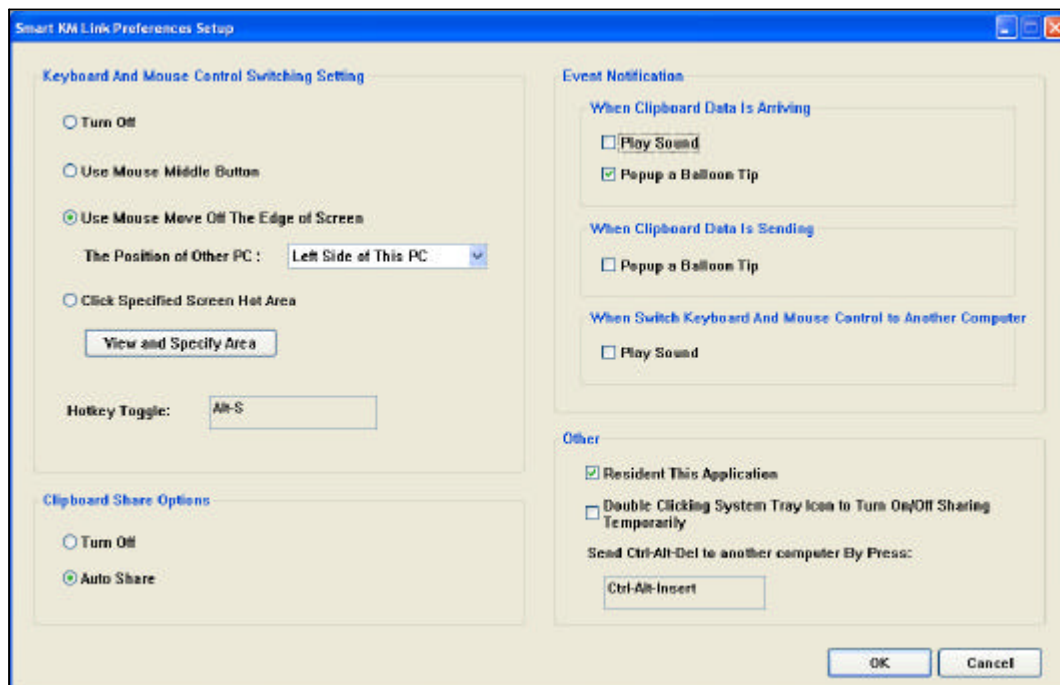 Smart KM Link Preferences Setup
Keyboard And Mouse Control Switching Setting
Turn Off
Use Mouse Middle Button
Use Mouse Move Off The Edge of Screen
The Position of Other PC :
Left Side of This PC
Click Specified Screen Hot Area
View and Specify Area
Hotkey Toggle:
Alt-S
Clipboard Share Options
Turn Off
Auto Share
Event Notification
When Clipboard Data Is Arriving
Play Sound
Popup a Balloon Tip
When Clipboard Data Is Sending
Popup a Balloon Tip
When Switch Keyboard And Mouse Control to Another Computer
Play Sound
Other
Resident This Application
Double Clicking System Tray Icon to Turn On/Off Sharing
Temporarily
Send Ctrl-Alt-Del to another computer By Press:
Ctrl-Alt-Insert
OK
Cancel